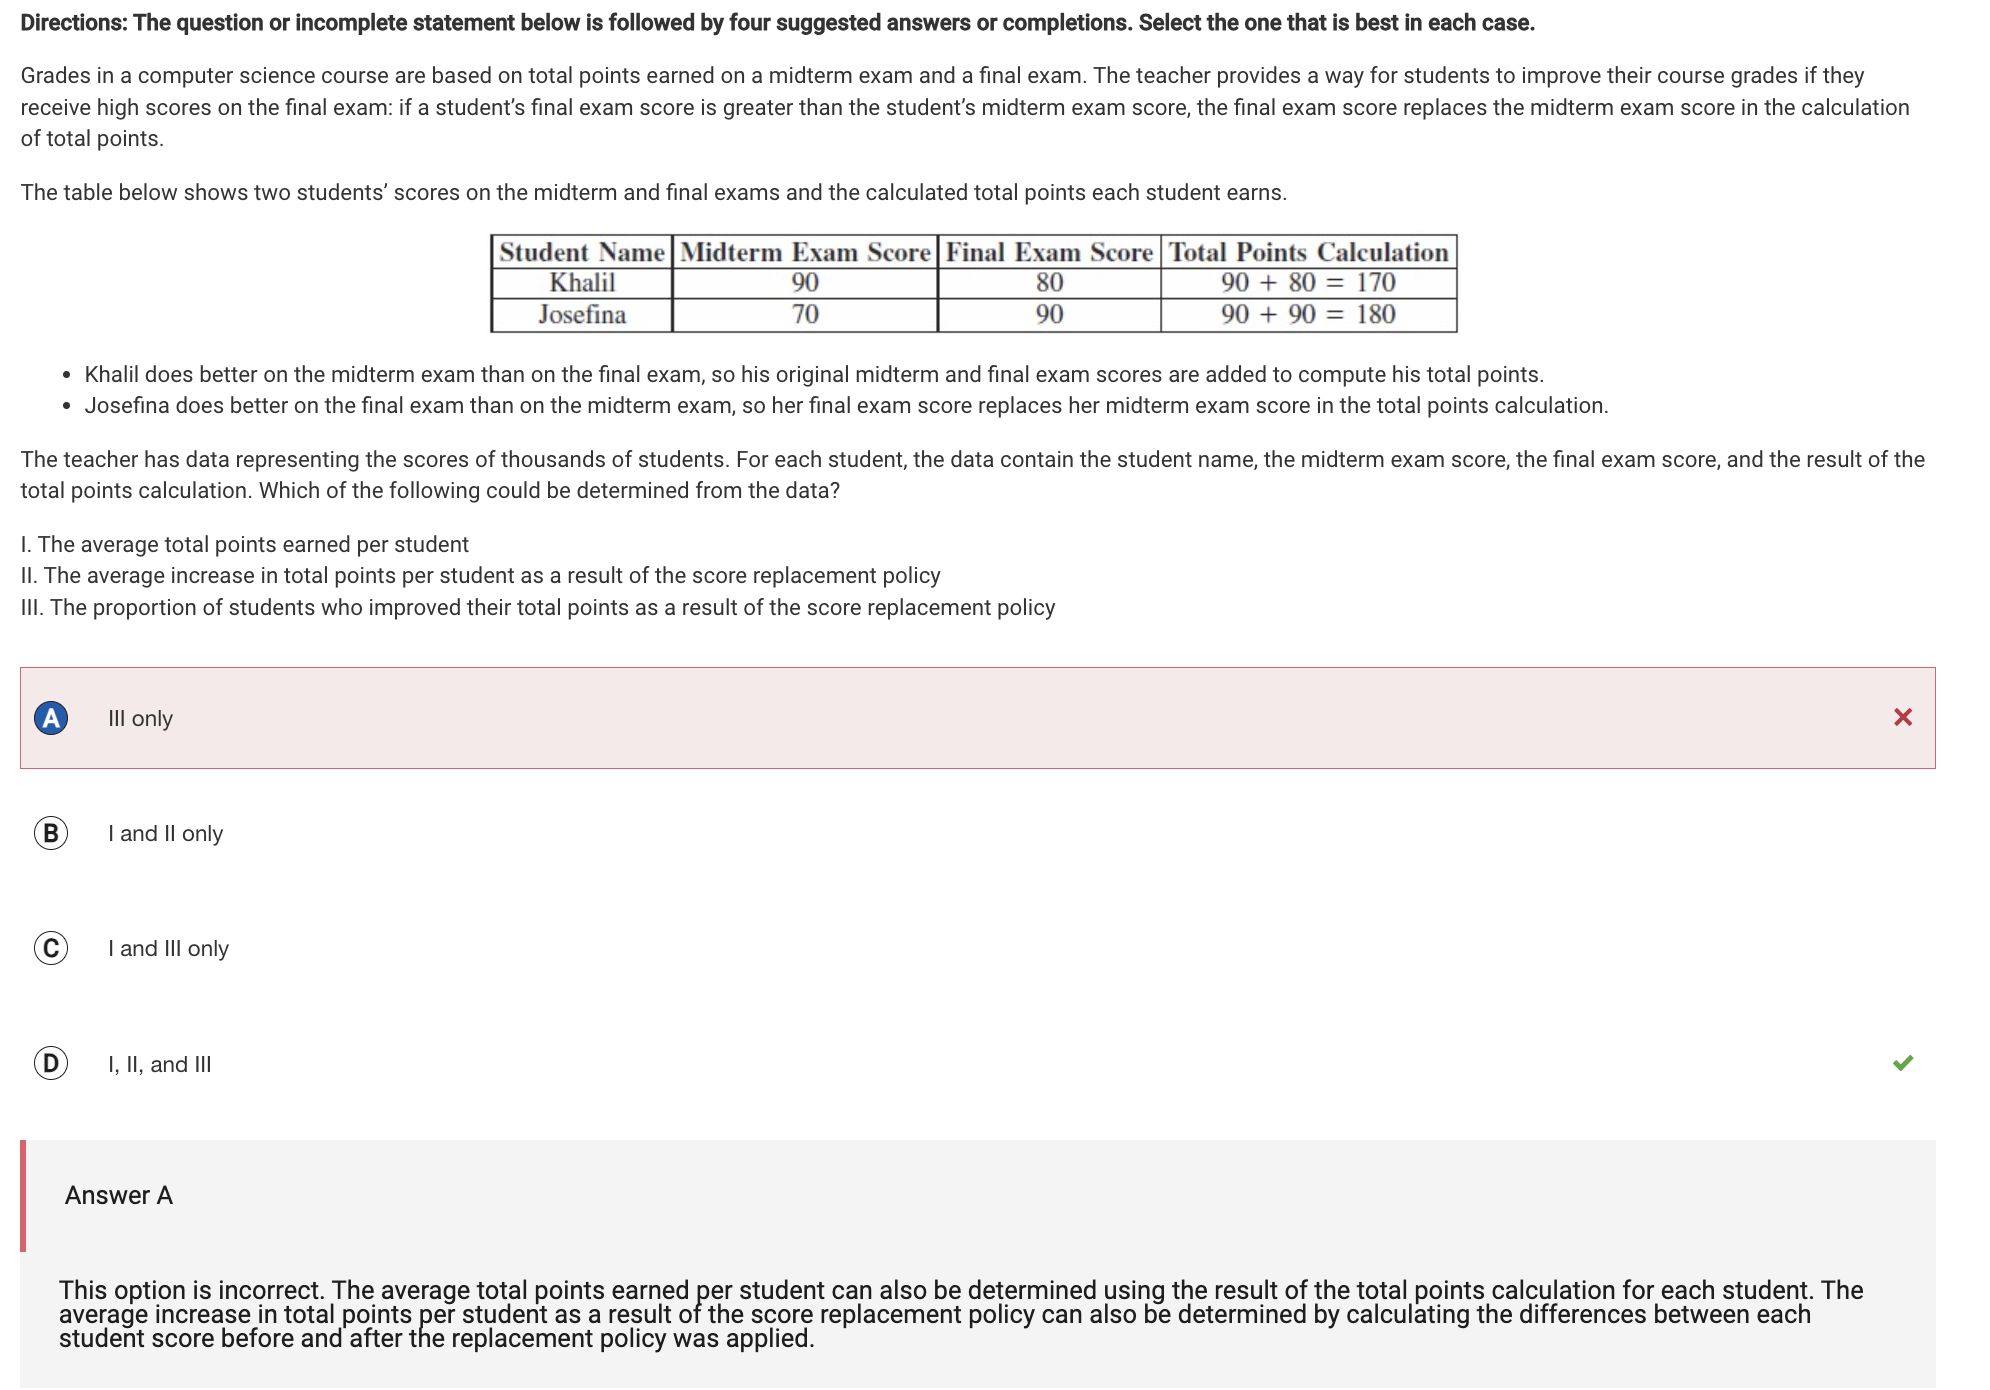 Directions: The question or incomplete statement below is followed by four suggested answers or completions. Select the one that is best in each case.
Grades in a computer science course are based on total points earned on a midterm exam and a final exam. The teacher provides a way for students to improve their course grades if they
receive high scores on the final exam: if a student’s final exam score is greater than the student’s midterm exam score, the final exam score replaces the midterm exam score in the calculation
of total points.
The table below shows two students’ scores on the midterm and final exams and the calculated total points each student earns.
Student Name Midterm Exam Score Final Exam Score Total Points Calculation
Khalil 90 80 90 + 80 = 170
Josefina 70 90 90 + 90 = 180
• Khalil does better on the midterm exam than on the final exam, so his original midterm and final exam scores are added to compute his total points.
• Josefina does better on the final exam than on the midterm exam, so her final exam score replaces her midterm exam score in the total points calculation.
The teacher has data representing the scores of thousands of students. For each student, the data contain the student name, the midterm exam score, the final exam score, and the result of the
total points calculation. Which of the following could be determined from the data?
I. The average total points earned per student
II. The average increase in total points per student as a result of the score replacement policy
III. The proportion of students who improved their total points as a result of the score replacement policy
A III only
B I and II only
C I and III only
D I, II, and III
Answer A
This option is incorrect. The average total points earned per student can also be determined using the result of the total points calculation for each student. The
average increase in total points per student as a result of the score replacement policy can also be determined by calculating the differences between each
student score before and after the replacement policy was applied.